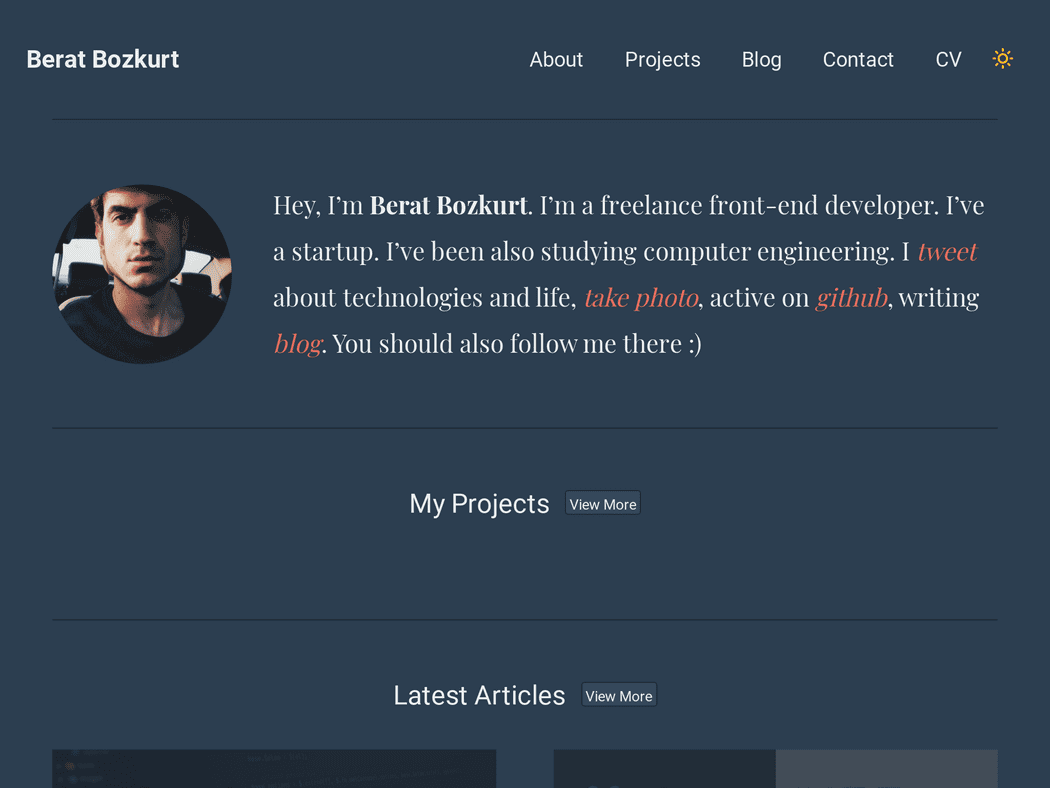 Berat Bozkurt
About Projects Blog Contact CV
Hey, I’m Berat Bozkurt. I’m a freelance front-end developer. I’ve
a startup. I’ve been also studying computer engineering. I tweet
about technologies and life, take photo, active on github, writing
blog. You should also follow me there :)
My Projects View More
Latest Articles View More